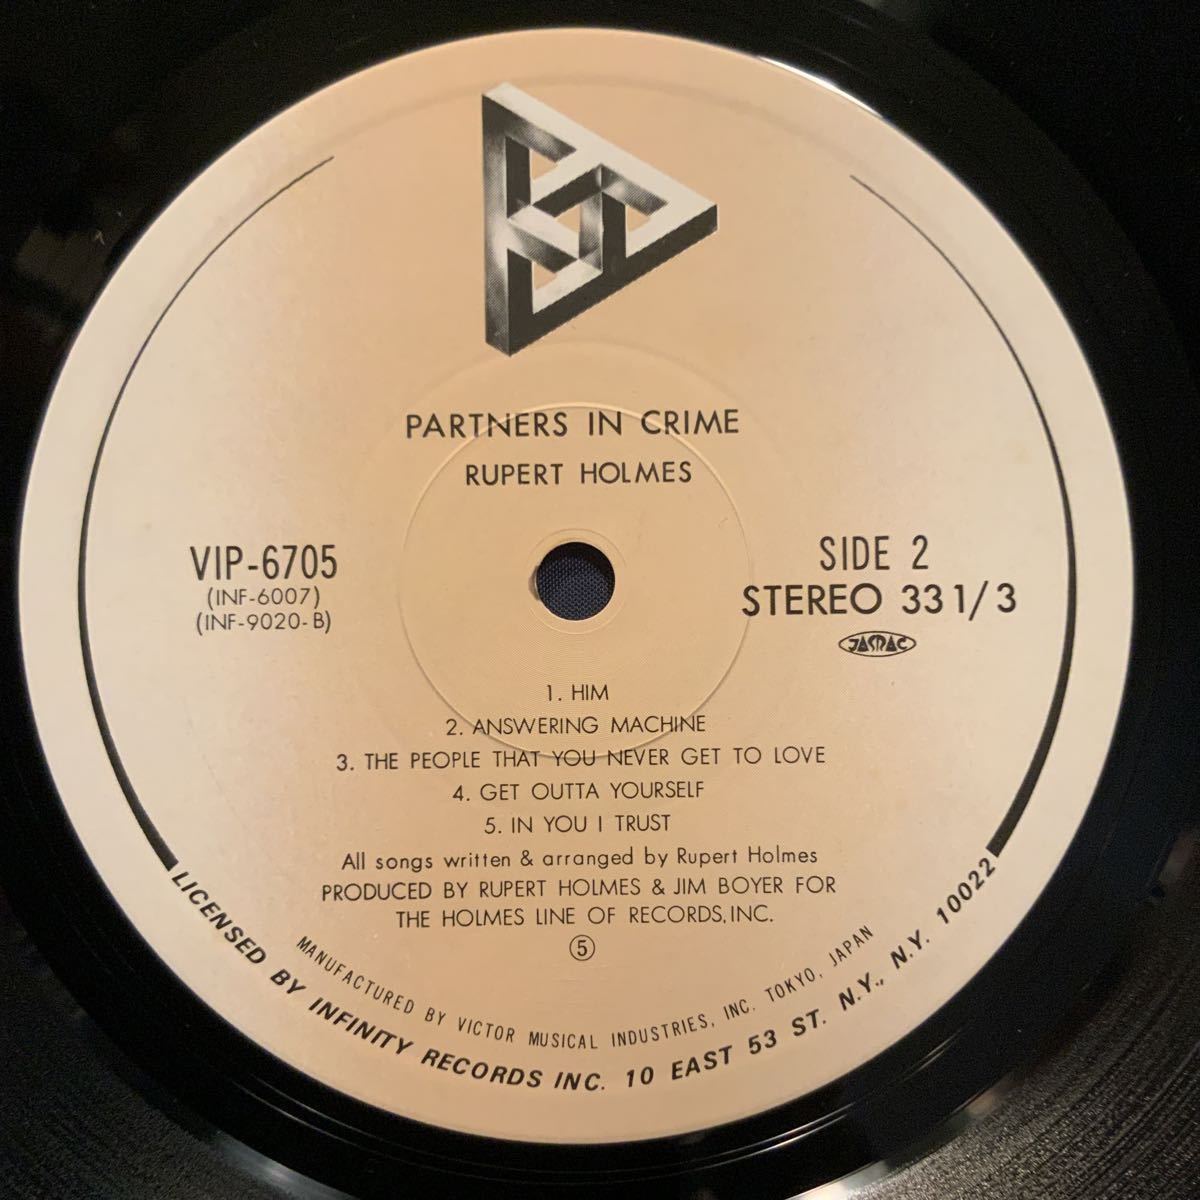 PARTNERS IN CRIME
RUPERT HOLMES
VIP-6705
(INF-6007)
(INF-9020-B)
SIDE 2
STEREO 33 1/3
JASRAC
1. HIM
2. ANSWERING MACHINE
3. THE PEOPLE THAT YOU NEVER GET TO LOVE
4. GET OUTTA YOURSELF
5. IN YOU I TRUST
All songs written & arranged by Rupert Holmes
PRODUCED BY RUPERT HOLMES & JIM BOYER FOR
THE HOLMES LINE OF RECORDS, INC.
⑤
MANUFACTURED BY VICTOR MUSICAL INDUSTRIES, INC. TOKYO, JAPAN
LICENSED BY INFINITY RECORDS INC. 10 EAST 53 ST. N.Y., N.Y. 10022